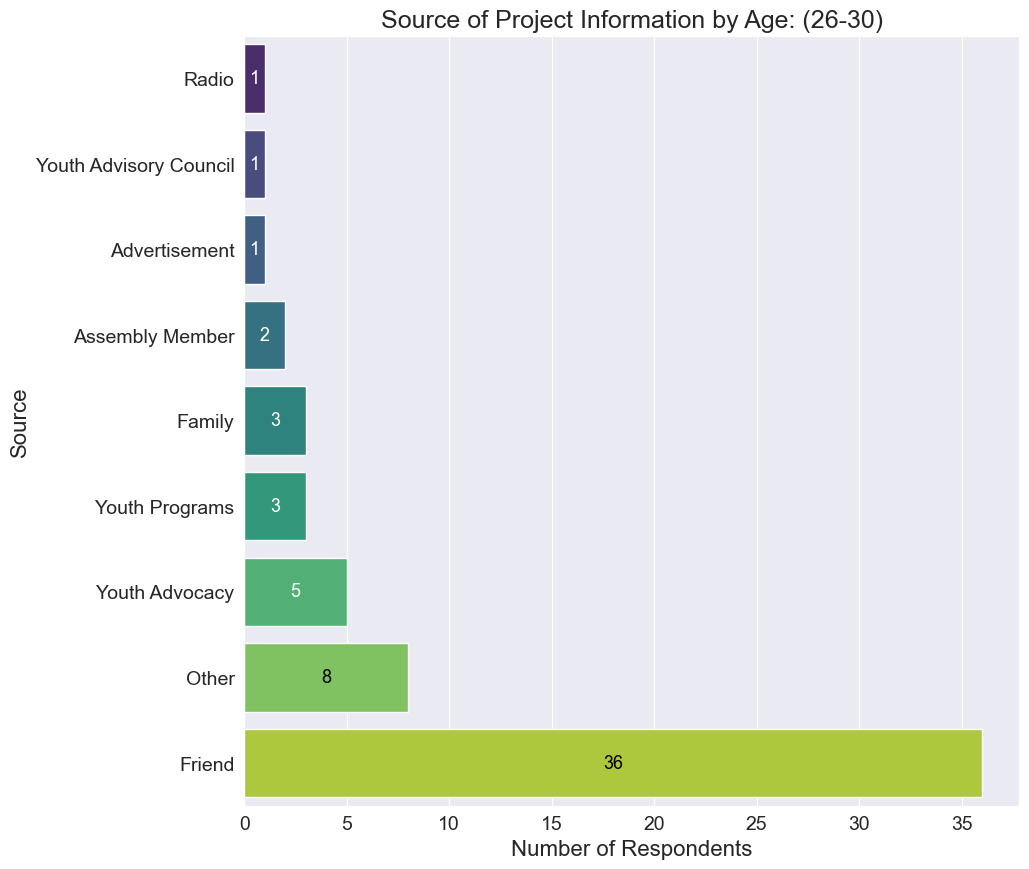 Source of Project Information by Age: (26-30)
Radio
1
Youth Advisory Council
1
Advertisement
1
Assembly Member
2
Family
3
Youth Programs
3
Youth Advocacy
5
Other
8
Friend
36
0 5 10 15 20 25 30 35
Number of Respondents
Source